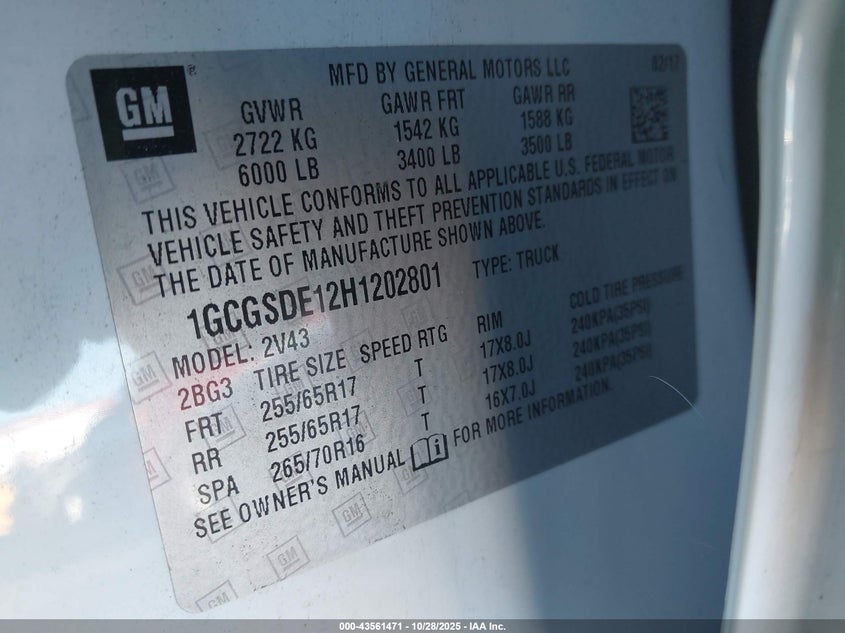 GM
MFD BY GENERAL MOTORS LLC 02/17
GVWR GAWR FRT GAWR RR
2722 KG 1542 KG 1588 KG
6000 LB 3400 LB 3500 LB
THIS VEHICLE CONFORMS TO ALL APPLICABLE U.S. FEDERAL MOTOR
VEHICLE SAFETY AND THEFT PREVENTION STANDARDS IN EFFECT ON
THE DATE OF MANUFACTURE SHOWN ABOVE.
1GCGSDE12H1202801 TYPE: TRUCK
MODEL: 2V43
2BG3 TIRE SIZE SPEED RTG RIM COLD TIRE PRESSURE
FRT 255/65R17 T 17X8.0J 240KPA(35PSI)
RR 255/65R17 T 17X8.0J 240KPA(35PSI)
SPA 265/70R16 T 16X7.0J 240KPA(35PSI)
SEE OWNER'S MANUAL FOR MORE INFORMATION.
000-43561471 | 10/28/2025 - IAA Inc.